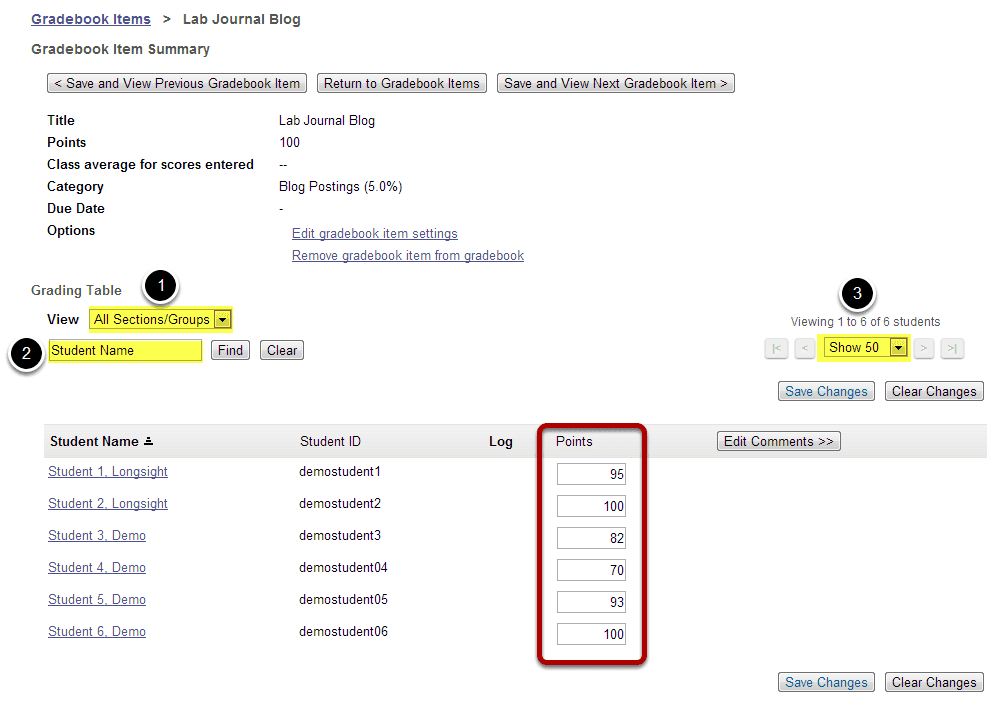 Gradebook Items > Lab Journal Blog
Gradebook Item Summary
< Save and View Previous Gradebook Item Return to Gradebook Items Save and View Next Gradebook Item >
Title Lab Journal Blog
Points 100
Class average for scores entered --
Category Blog Postings (5.0%)
Due Date -
Options Edit gradebook item settings
Remove gradebook item from gradebook
Grading Table 1
3
View All Sections/Groups
Viewing 1 to 6 of 6 students
2 Student Name Find Clear
|< < Show 50 > >|
Save Changes Clear Changes
Student Name Student ID Log Points Edit Comments >>
Student 1, Longsight demostudent1 95
Student 2, Longsight demostudent2 100
Student 3, Demo demostudent3 82
Student 4, Demo demostudent04 70
Student 5, Demo demostudent05 93
Student 6, Demo demostudent06 100
Save Changes Clear Changes